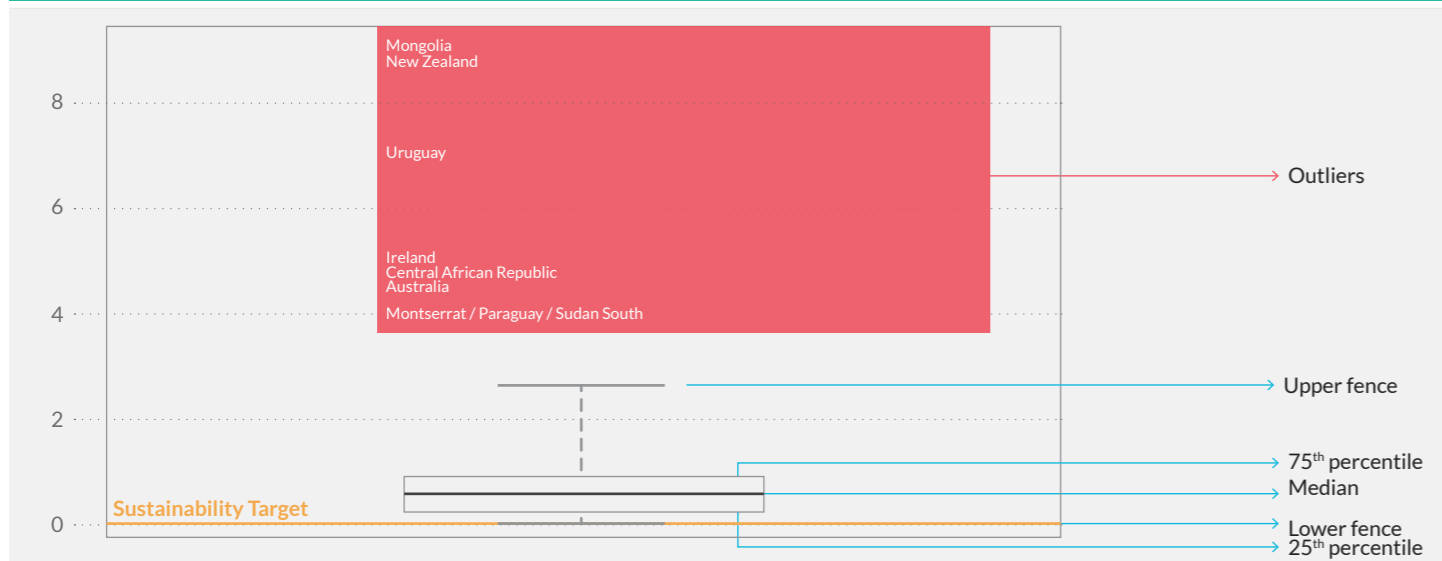 Mongolia
New Zealand
8
Uruguay
Outliers
6
Ireland
Central African Republic
Australia
4
Montserrat / Paraguay / Sudan South
Upper fence
2
75th percentile
Median
Sustainability Target
0
Lower fence
25th percentile